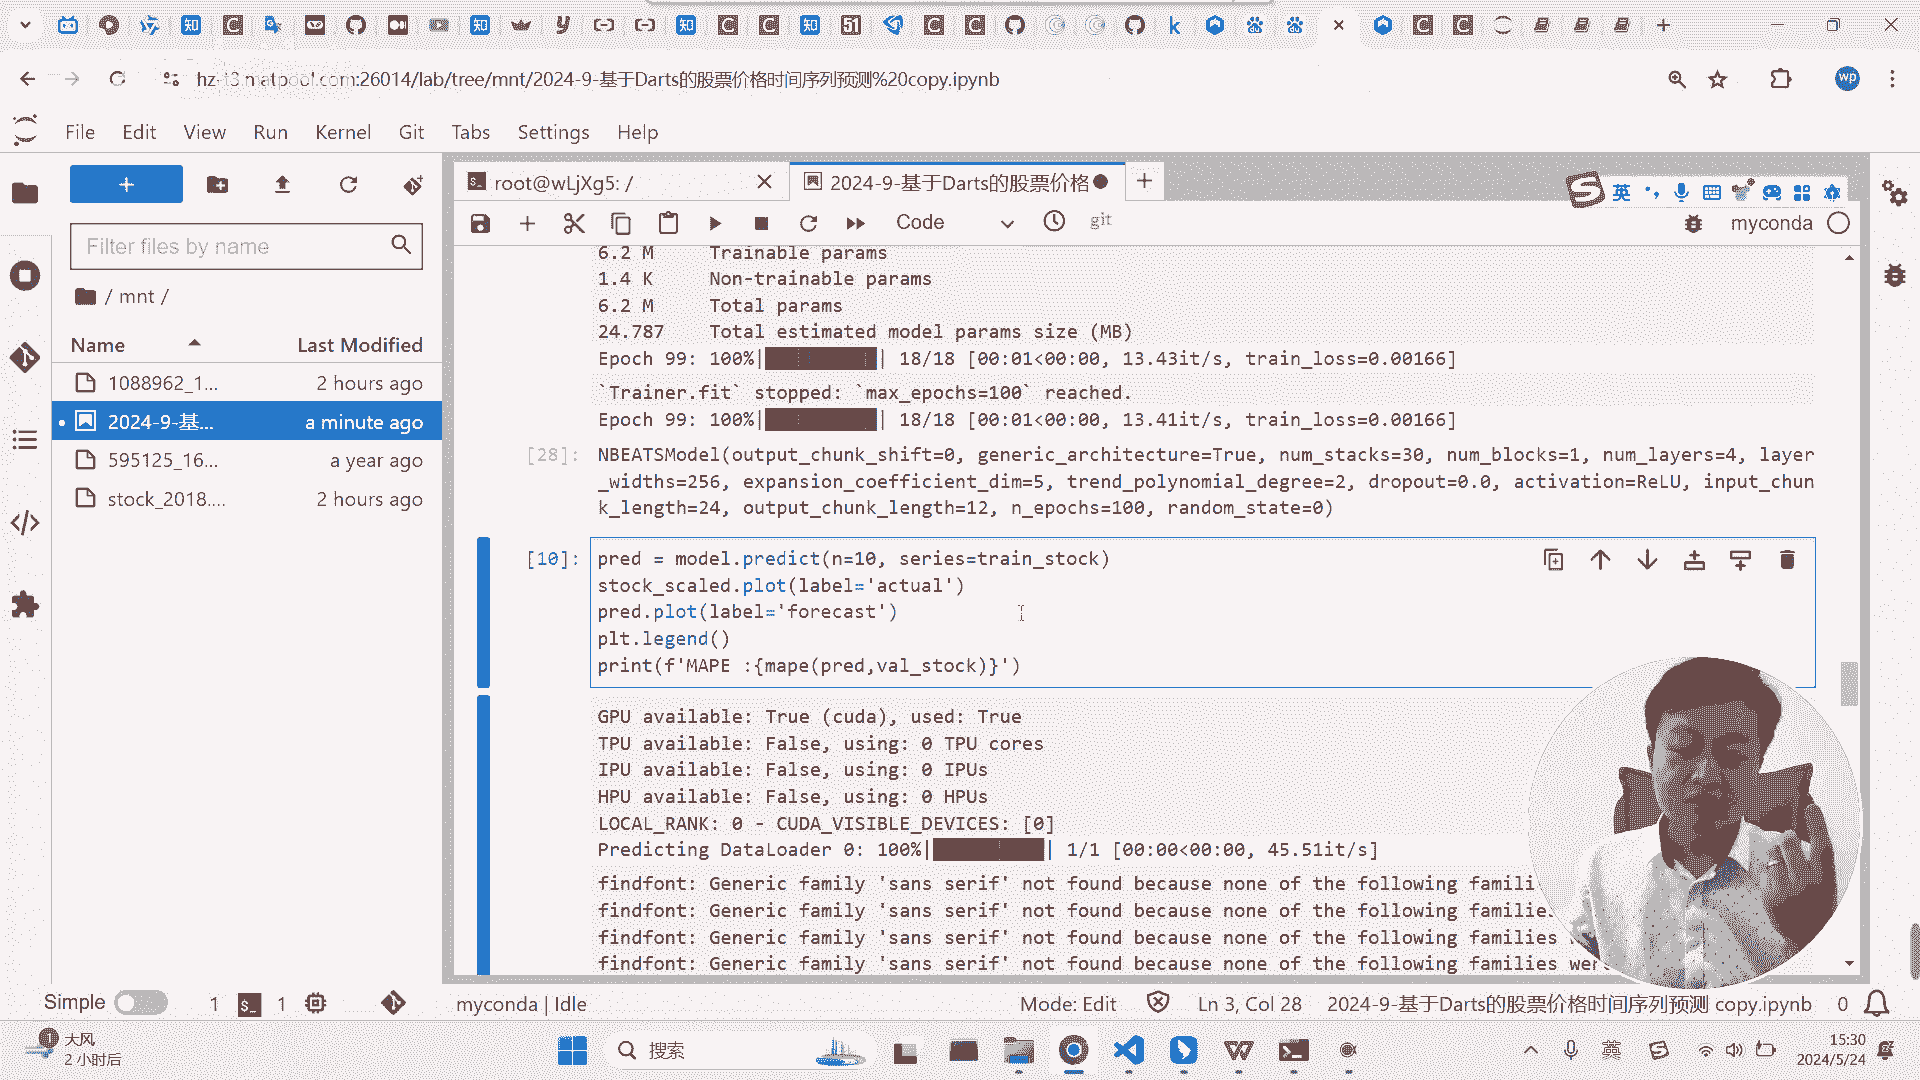 hz-t3.matpool.com:26014/lab/tree/mnt/2024-9-基于Darts的股票价格时间序列预测%20copy.ipynb
wp
File Edit View Run Kernel Git Tabs Settings Help
root@wLjXg5: /
2024-9-基于Darts的股票价格
英
Filter files by name
Code
git
myconda
/ mnt /
Name Last Modified
1088962_1... 2 hours ago
2024-9-基... a minute ago
595125_16... a year ago
stock_2018.... 2 hours ago
6.2 M Trainable params
1.4 K Non-trainable params
6.2 M Total params
24.787 Total estimated model params size (MB)
Epoch 99: 100%|██████████| 18/18 [00:01<00:00, 13.43it/s, train_loss=0.00166]
`Trainer.fit` stopped: `max_epochs=100` reached.
Epoch 99: 100%|██████████| 18/18 [00:01<00:00, 13.41it/s, train_loss=0.00166]
[28]: NBEATSModel(output_chunk_shift=0, generic_architecture=True, num_stacks=30, num_blocks=1, num_layers=4, layer
_widths=256, expansion_coefficient_dim=5, trend_polynomial_degree=2, dropout=0.0, activation=ReLU, input_chun
k_length=24, output_chunk_length=12, n_epochs=100, random_state=0)
[10]: pred = model.predict(n=10, series=train_stock)
stock_scaled.plot(label='actual')
pred.plot(label='forecast')
plt.legend()
print(f'MAPE :{mape(pred,val_stock)}')
GPU available: True (cuda), used: True
TPU available: False, using: 0 TPU cores
IPU available: False, using: 0 IPUs
HPU available: False, using: 0 HPUs
LOCAL_RANK: 0 - CUDA_VISIBLE_DEVICES: [0]
Predicting DataLoader 0: 100%|██████████| 1/1 [00:00<00:00, 45.51it/s]
findfont: Generic family 'sans serif' not found because none of the following famili
findfont: Generic family 'sans serif' not found because none of the following families
findfont: Generic family 'sans serif' not found because none of the following families
findfont: Generic family 'sans serif' not found because none of the following families were
Simple 1 1 myconda | Idle Mode: Edit Ln 3, Col 28 2024-9-基于Darts的股票价格时间序列预测 copy.ipynb 0
大风
2 小时后
搜索
英
15:30
2024/5/24